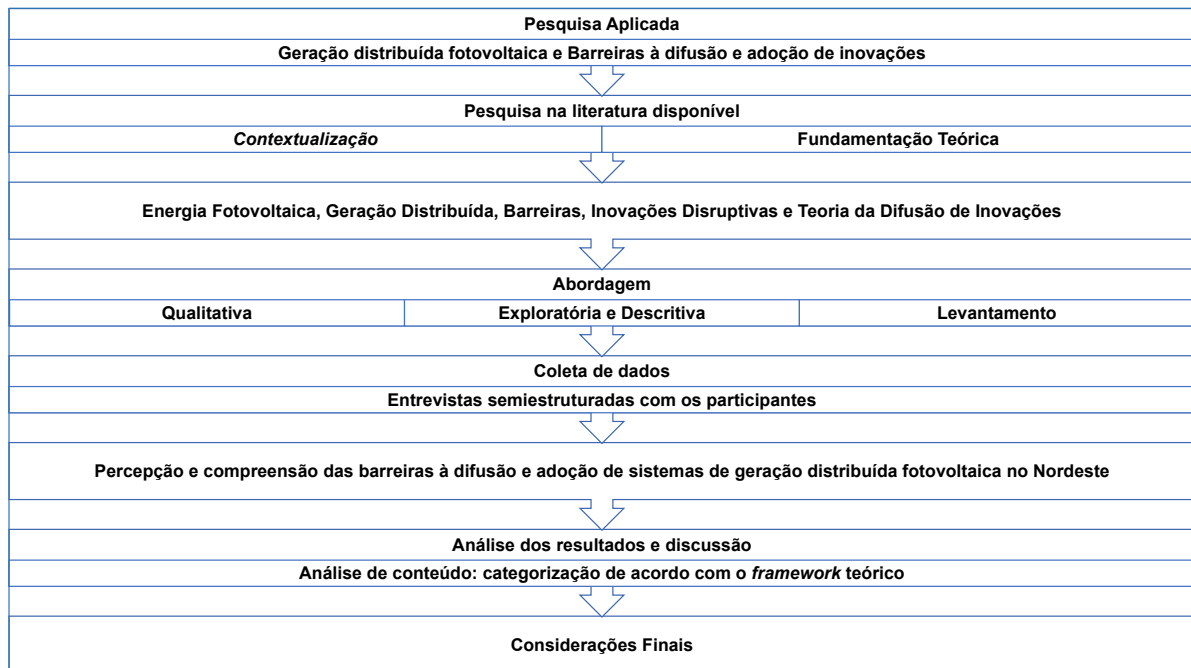 Pesquisa Aplicada
Geração distribuída fotovoltaica e Barreiras à difusão e adoção de inovações
Pesquisa na literatura disponível
Contextualização
Fundamentação Teórica
Energia Fotovoltaica, Geração Distribuída, Barreiras, Inovações Disruptivas e Teoria da Difusão de Inovações
Abordagem
Qualitativa
Exploratória e Descritiva
Levantamento
Coleta de dados
Entrevistas semiestruturadas com os participantes
Percepção e compreensão das barreiras à difusão e adoção de sistemas de geração distribuída fotovoltaica no Nordeste
Análise dos resultados e discussão
Análise de conteúdo: categorização de acordo com o framework teórico
Considerações Finais